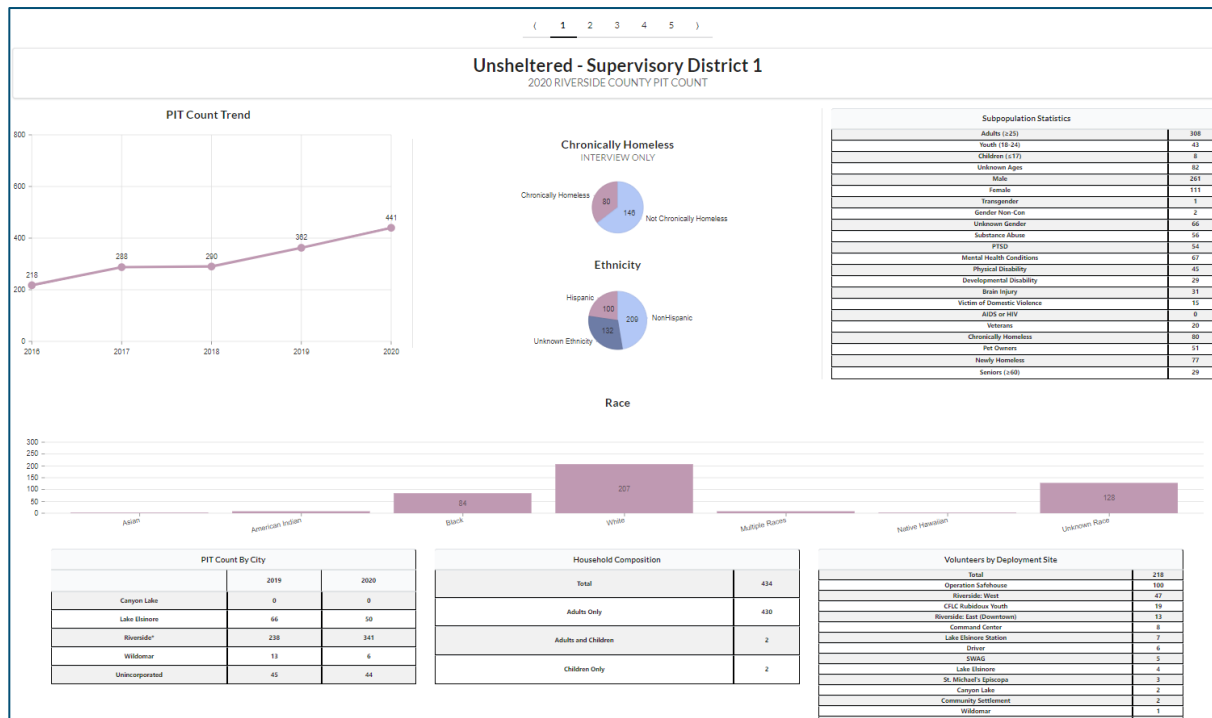 ‹ 1 2 3 4 5 ›
Unsheltered - Supervisory District 1
2020 RIVERSIDE COUNTY PIT COUNT
PIT Count Trend
800
600
400
200
0
218
288
290
362
441
2016 2017 2018 2019 2020
Chronically Homeless
INTERVIEW ONLY
Chronically Homeless
80
146
Not Chronically Homeless
Ethnicity
Hispanic
100
209
NonHispanic
132
Unknown Ethnicity
Subpopulation Statistics
Adults (≥25) 308
Youth (18-24) 43
Children (≤17) 8
Unknown Ages 82
Male 261
Female 111
Transgender 1
Gender Non-Con 2
Unknown Gender 66
Substance Abuse 56
PTSD 54
Mental Health Conditions 67
Physical Disability 45
Developmental Disability 29
Brain Injury 31
Victim of Domestic Violence 15
AIDS or HIV 0
Veterans 20
Chronically Homeless 80
Pet Owners 51
Newly Homeless 77
Seniors (≥60) 29
Race
300
250
200
150
100
50
0
84
207
128
Asian American Indian Black White Multiple Races Native Hawaiian Unknown Race
PIT Count By City
2019 2020
Canyon Lake 0 0
Lake Elsinore 66 50
Riverside* 238 341
Wildomar 13 6
Unincorporated 45 44
Household Composition
Total 434
Adults Only 430
Adults and Children 2
Children Only 2
Volunteers by Deployment Site
Total 218
Operation Safehouse 100
Riverside: West 47
CFLC Rubidoux Youth 19
Riverside: East (Downtown) 13
Command Center 8
Lake Elsinore Station 7
Driver 6
SWAG 5
Lake Elsinore 4
St. Michael's Episcopa 3
Canyon Lake 2
Community Settlement 2
Wildomar 1